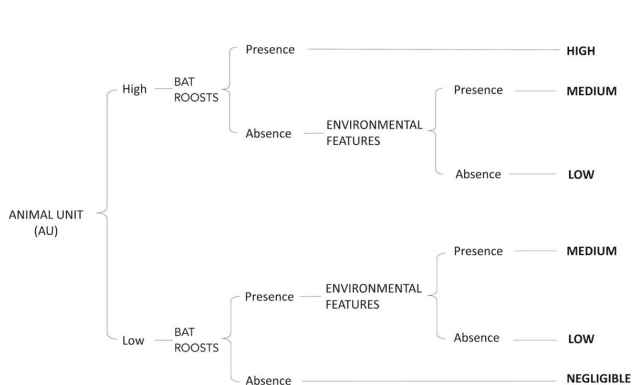 Presence
HIGH
High
BAT
ROOSTS
Presence
MEDIUM
Absence
ENVIRONMENTAL
FEATURES
Absence
LOW
ANIMAL UNIT
(AU)
Presence
MEDIUM
Presence
ENVIRONMENTAL
FEATURES
Low
BAT
ROOSTS
Absence
LOW
Absence
NEGLIGIBLE